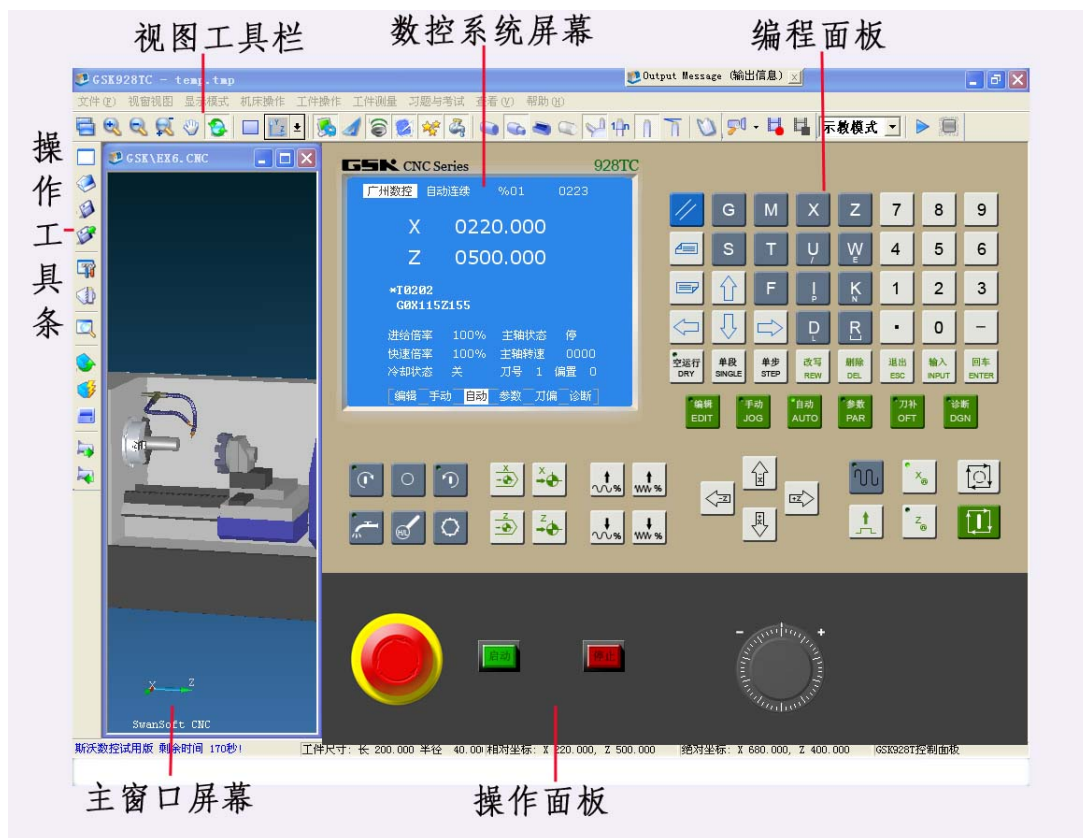 视图工具栏
数控系统屏幕
编程面板
GSK928TC - temp.tmp
Output Message (输出信息) x
文件(F) 视窗视图 显示模式 机床操作 工件操作 工件测量 习题与考试 查看(V) 帮助(H)
示教模式
操作工具条
GSK\EX6.CNC
GSK CNC Series 928TC
广州数控 自动连续 %01 0223
X 0220.000
Z 0500.000
*T0202
G0X115Z155
进给倍率 100% 主轴状态 停
快速倍率 100% 主轴转速 0000
冷却状态 关 刀号 1 偏置 0
编辑 手动 自动 参数 刀偏 诊断
G M X Z 7 8 9
S T U / W E 4 5 6
F I P K N 1 2 3
D L R . 0 -
空运行 单段 单步 改写 删除 退出 输入 回车
DRY SINGLE STEP REW DEL ESC INPUT ENTER
编辑 手动 自动 参数 刀补 诊断
EDIT JOG AUTO PAR OFT DGN
X X % %
-Z X +Z X
X
Z Z % %
Z
启动 停止
- +
X Z
SwanSoft CNC
斯沃数控试用版 剩余时间 170秒!
工件尺寸: 长 200.000 半径 40.00
相对坐标: X 220.000, Z 500.000
绝对坐标: X 680.000, Z 400.000
GSK928T控制面板
主窗口屏幕
操作面板